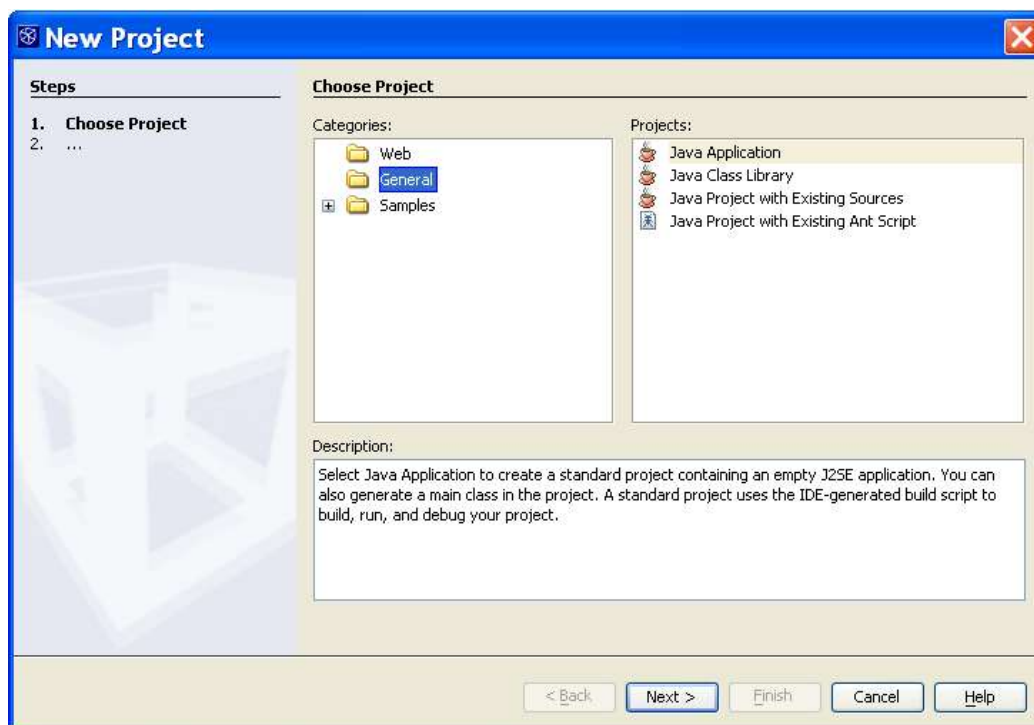 New Project
Steps
1. Choose Project
2. ...
Choose Project
Categories:
Web
General
Samples
Projects:
Java Application
Java Class Library
Java Project with Existing Sources
Java Project with Existing Ant Script
Description:
Select Java Application to create a standard project containing an empty J2SE application. You can
also generate a main class in the project. A standard project uses the IDE-generated build script to
build, run, and debug your project.
< Back
Next >
Finish
Cancel
Help